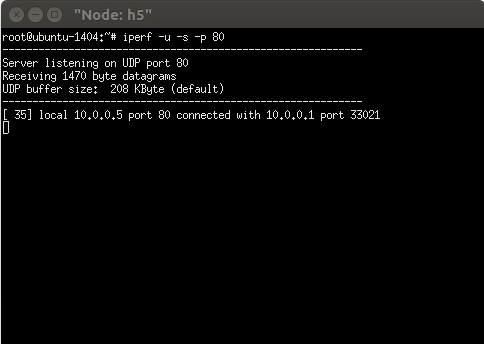 "Node: h5"
root@ubuntu-1404:~# iperf -u -s -p 80
------------------------------------------------------------
Server listening on UDP port 80
Receiving 1470 byte datagrams
UDP buffer size:  208 KByte (default)
------------------------------------------------------------
[ 35] local 10.0.0.5 port 80 connected with 10.0.0.1 port 33021